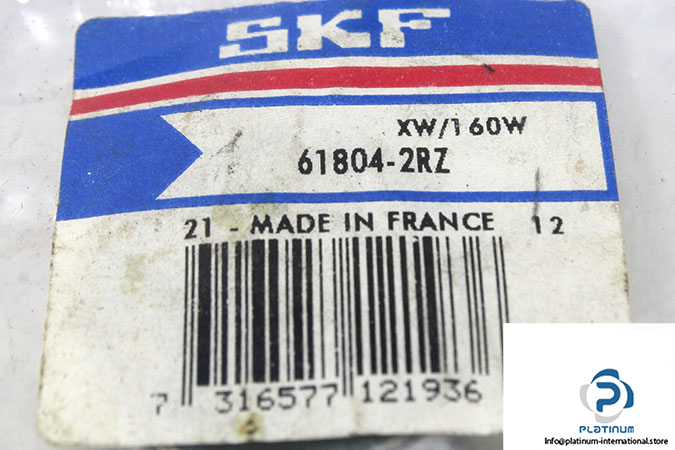 SKF
XW/160W
61804-2RZ
21 - MADE IN FRANCE 12
7 316577 121936
PLATINUM
Info@platinum-international.store